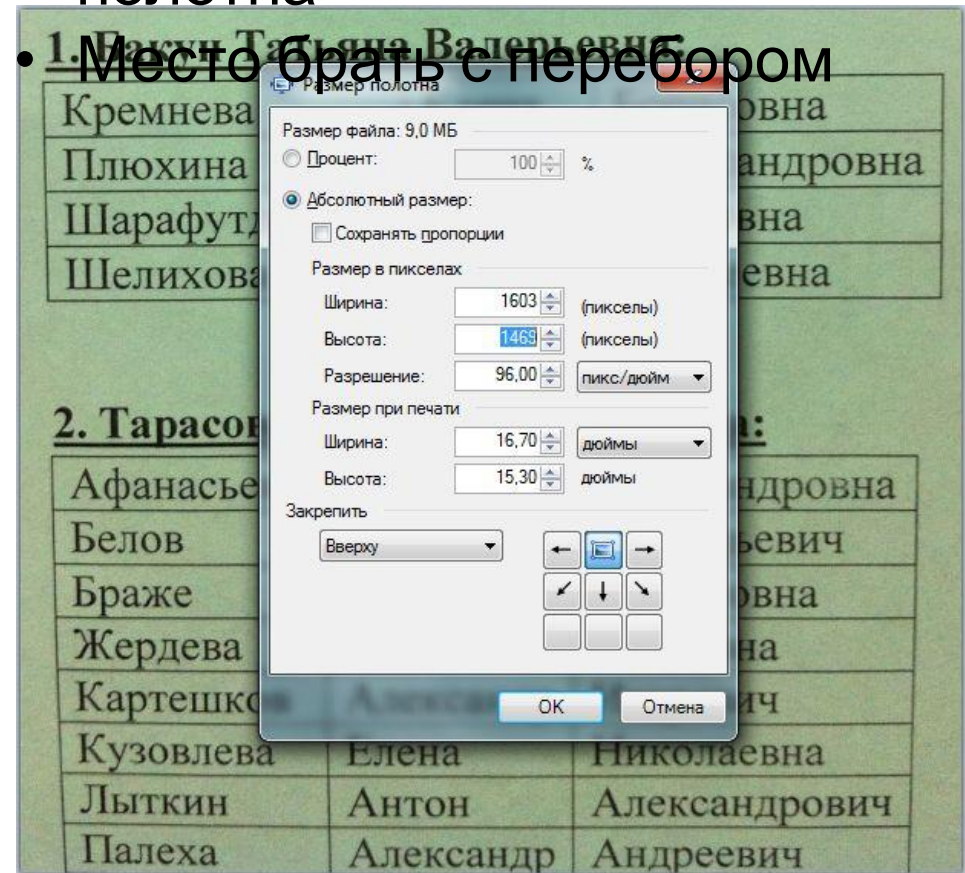 полотна
• Место брать с перебором
1. Бакун Татьяна Валерьевна:
Кремнева овна
Плюхина андровна
Шарафут вна
Шелихова евна
Размер полотна
Размер файла: 9,0 МБ
Процент: 100 %
Абсолютный размер:
Сохранять пропорции
Размер в пикселах
Ширина: 1603 (пикселы)
Высота: 1469 (пикселы)
Разрешение: 96,00 пикс/дюйм
Размер при печати
Ширина: 16,70 дюймы
Высота: 15,30 дюймы
Закрепить
Вверху
OK Отмена
2. Тарасо
Афанасье ндровна
Белов ьевич
Браже овна
Жердева на
Картешков ич
Кузовлева Елена Николаевна
Лыткин Антон Александрович
Палеха Александр Андреевич